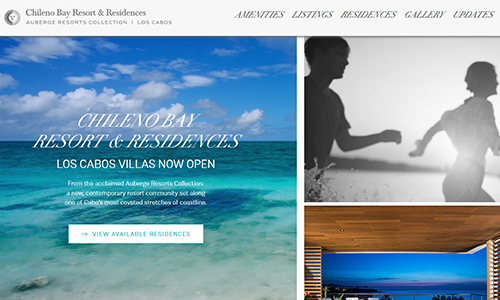 Chileno Bay Resort & Residences
AUBERGE RESORTS COLLECTION | LOS CABOS
AMENITIES LISTINGS RESIDENCES GALLERY UPDATES
CHILENO BAY
RESORT & RESIDENCES
LOS CABOS VILLAS NOW OPEN
From the acclaimed Auberge Resorts Collection:
a new, contemporary resort community set along
one of Cabo's most coveted stretches of coastline.
→ VIEW AVAILABLE RESIDENCES